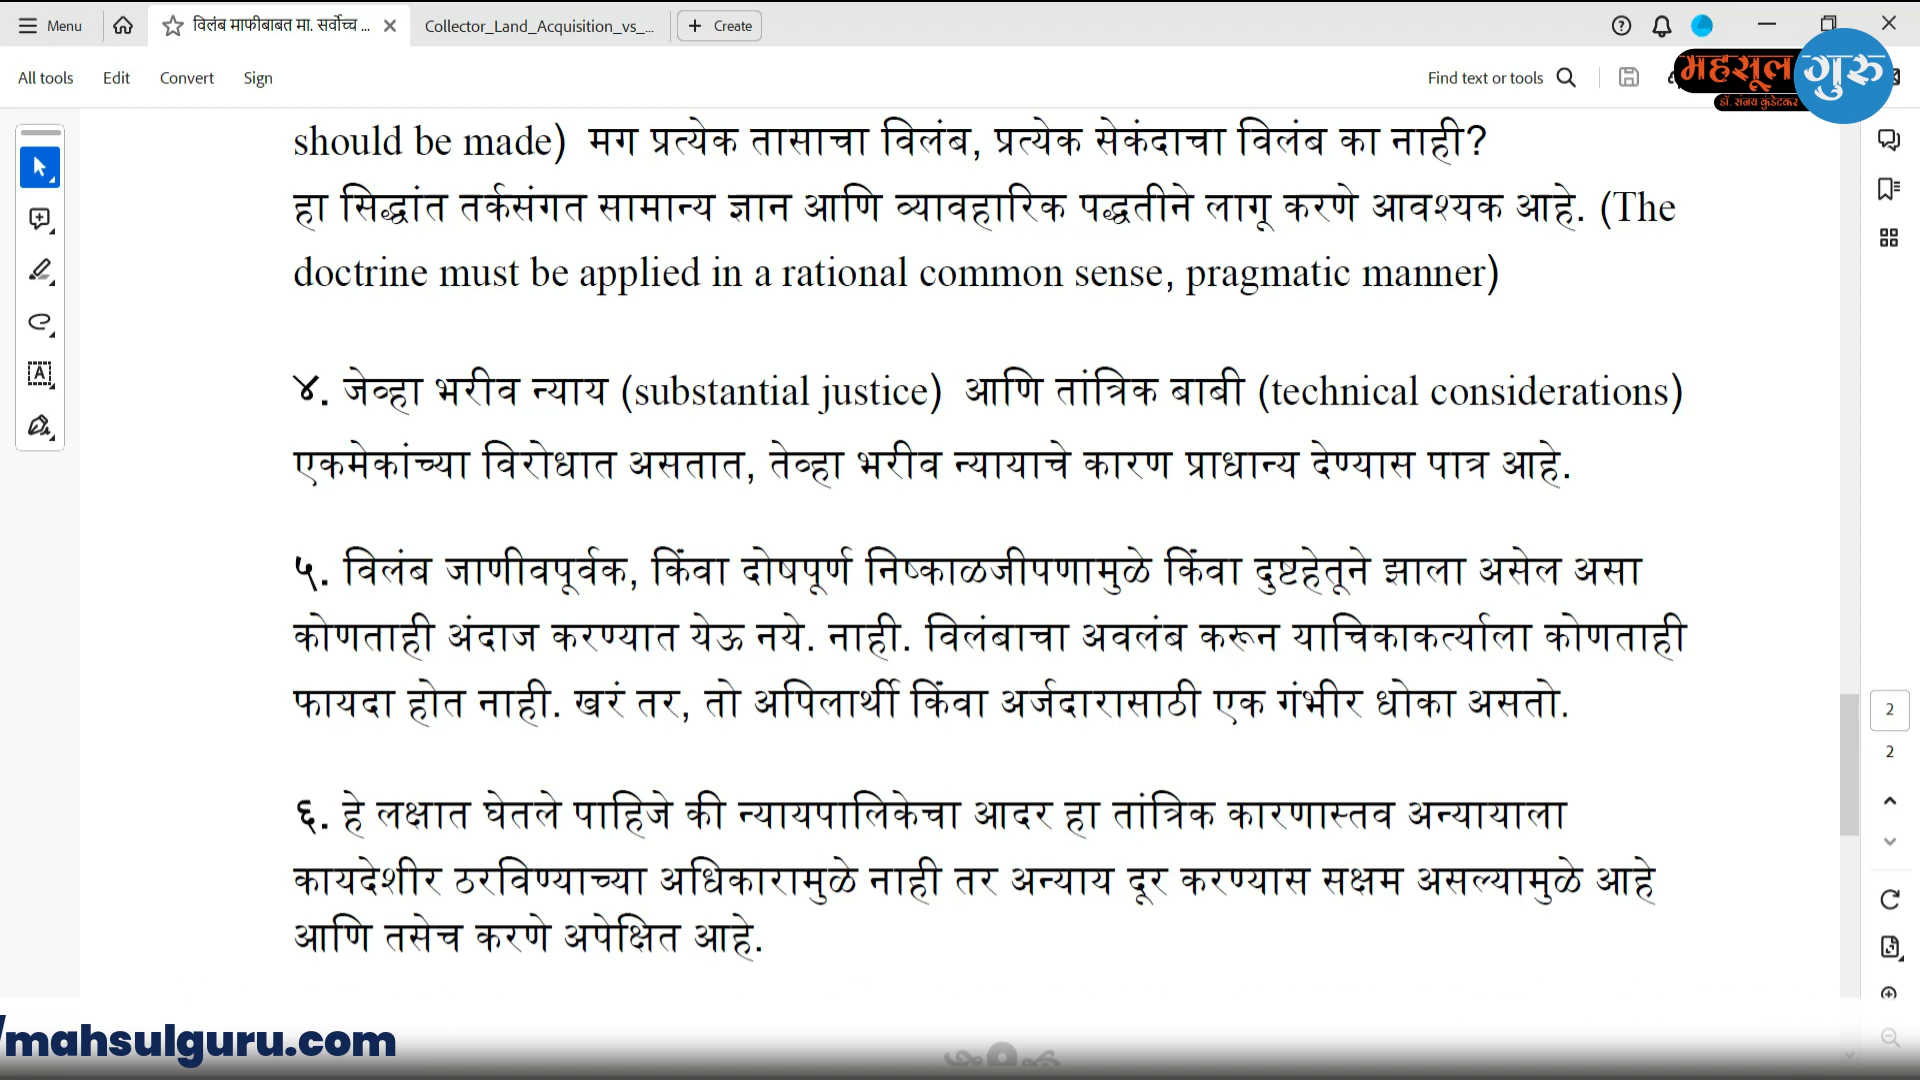 Menu
विलंब माफीबाबत मा. सर्वोच्च ...
Collector_Land_Acquisition_vs_...
Create
All tools
Edit
Convert
Sign
Find text or tools
महसूल गुरु
डॉ. संजय कुंडेटकर
should be made) मग प्रत्येक तासाचा विलंब, प्रत्येक सेकंदाचा विलंब का नाही?
हा सिद्धांत तर्कसंगत सामान्य ज्ञान आणि व्यावहारिक पद्धतीने लागू करणे आवश्यक आहे. (The
doctrine must be applied in a rational common sense, pragmatic manner)
४. जेव्हा भरीव न्याय (substantial justice) आणि तांत्रिक बाबी (technical considerations)
एकमेकांच्या विरोधात असतात, तेव्हा भरीव न्यायाचे कारण प्राधान्य देण्यास पात्र आहे.
५. विलंब जाणीवपूर्वक, किंवा दोषपूर्ण निष्काळजीपणामुळे किंवा दुष्टहेतूने झाला असेल असा
कोणताही अंदाज करण्यात येऊ नये. नाही. विलंबाचा अवलंब करून याचिकाकर्त्याला कोणताही
फायदा होत नाही. खरं तर, तो अपिलार्थी किंवा अर्जदारासाठी एक गंभीर धोका असतो.
६. हे लक्षात घेतले पाहिजे की न्यायपालिकेचा आदर हा तांत्रिक कारणास्तव अन्यायाला
कायदेशीर ठरविण्याच्या अधिकारामुळे नाही तर अन्याय दूर करण्यास सक्षम असल्यामुळे आहे
आणि तसेच करणे अपेक्षित आहे.
2
2
/mahsulguru.com